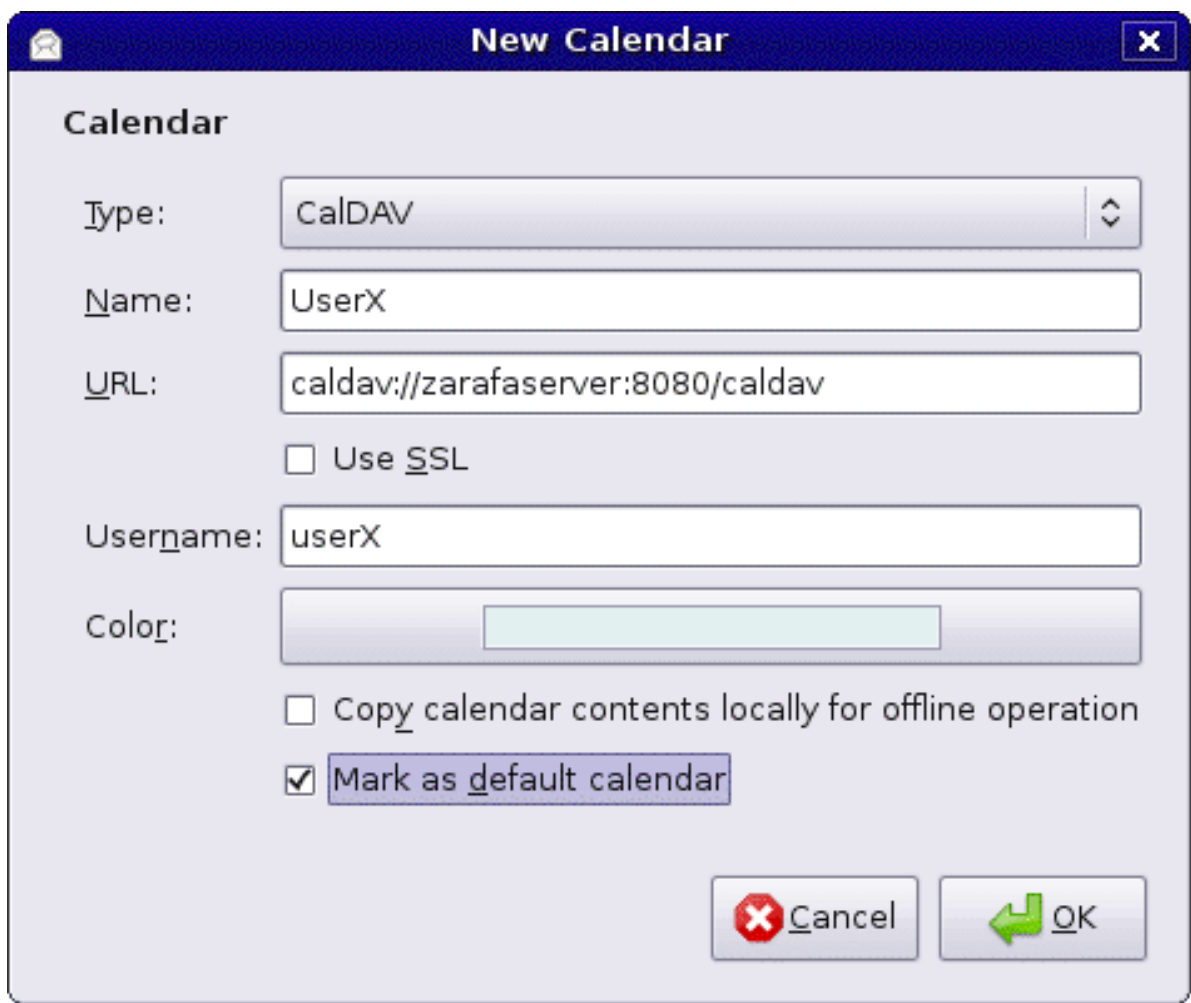 New Calendar
Calendar
Type: CalDAV
Name: UserX
URL: caldav://zarafaserver:8080/caldav
Use SSL
Username: userX
Color:
Copy calendar contents locally for offline operation
Mark as default calendar
Cancel OK